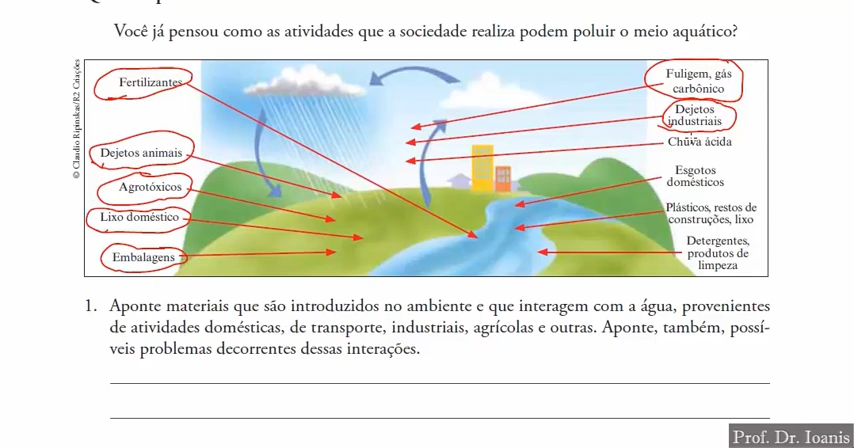 Você já pensou como as atividades que a sociedade realiza podem poluir o meio aquático?
© Claudio Ripinskas/R2 Criações
Fertilizantes
Dejetos animais
Agrotóxicos
Lixo doméstico
Embalagens
Fuligem, gás
carbônico
Dejetos
industriais
Chuva ácida
Esgotos
domésticos
Plásticos, restos de
construções, lixo
Detergentes,
produtos de
limpeza
1. Aponte materiais que são introduzidos no ambiente e que interagem com a água, provenientes
de atividades domésticas, de transporte, industriais, agrícolas e outras. Aponte, também, possí-
veis problemas decorrentes dessas interações.
Prof. Dr. Ioanis